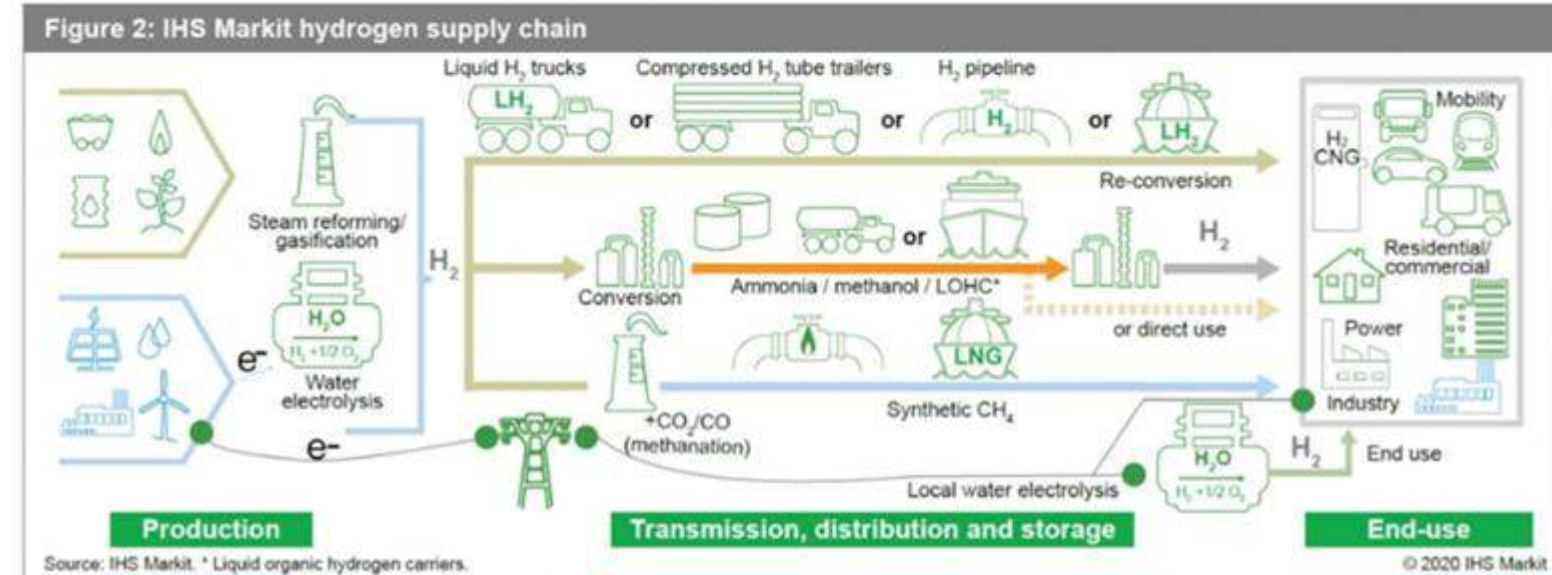 Figure 2: IHS Markit hydrogen supply chain
Liquid H₂ trucks
Compressed H₂ tube trailers
H₂ pipeline
LH₂
or
or
H₂
or
LH₂
Mobility
H₂
CNG
Re-conversion
Steam reforming/
gasification
H₂
or
H₂
Residential/
commercial
Conversion
Ammonia / methanol / LOHC*
or direct use
H₂O
H₂ +1/2 O₂
e-
Water
electrolysis
LNG
Power
Synthetic CH₄
Industry
+CO₂/CO
(methanation)
e-
H₂O
H₂ +1/2 O₂
H₂
End use
Local water electrolysis
Production
Transmission, distribution and storage
End-use
Source: IHS Markit. * Liquid organic hydrogen carriers.
© 2020 IHS Markit